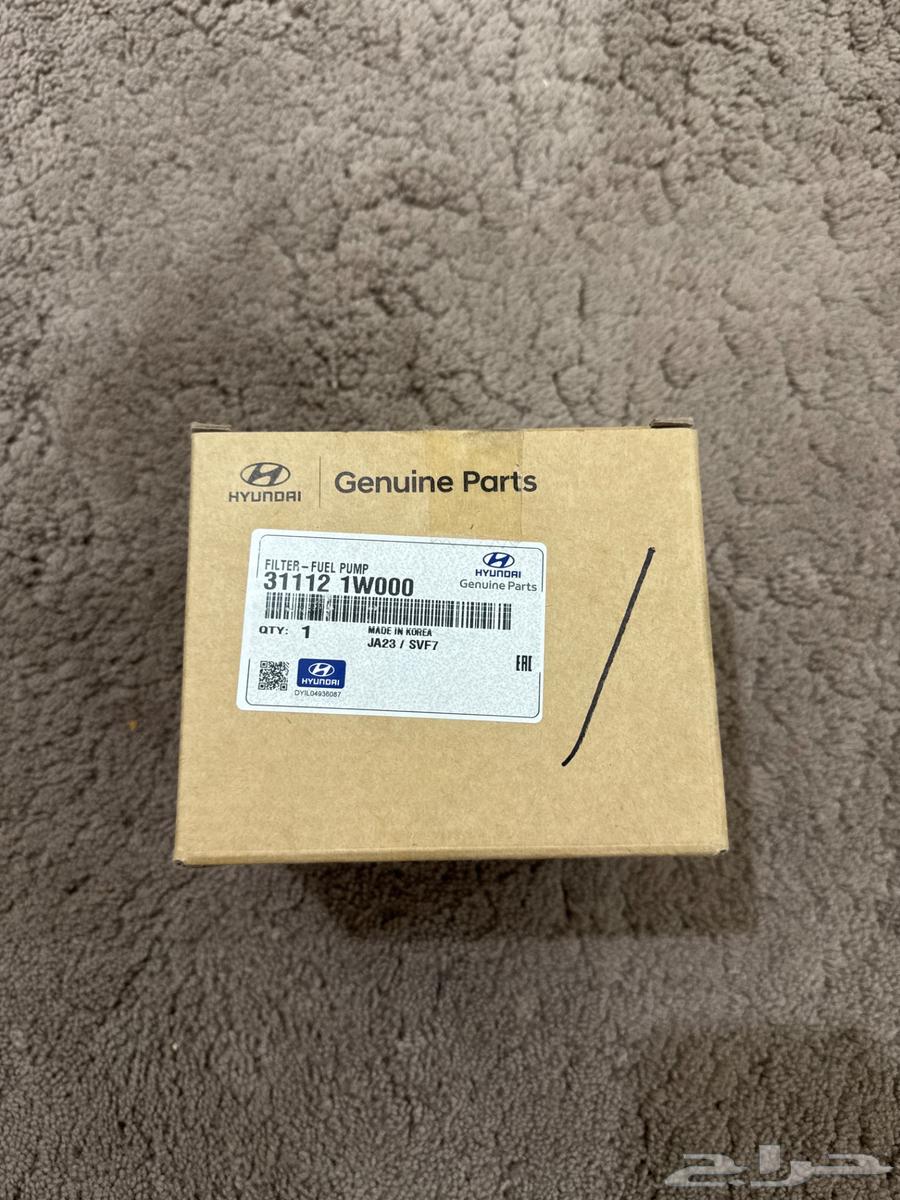 HYUNDAI
Genuine Parts
FILTER-FUEL PUMP
31112 1W000
HYUNDAI
Genuine Parts
QTY: 1
MADE IN KOREA
JA23 / SVF7
EAC
HYUNDAI
DYIL04936087
حراج